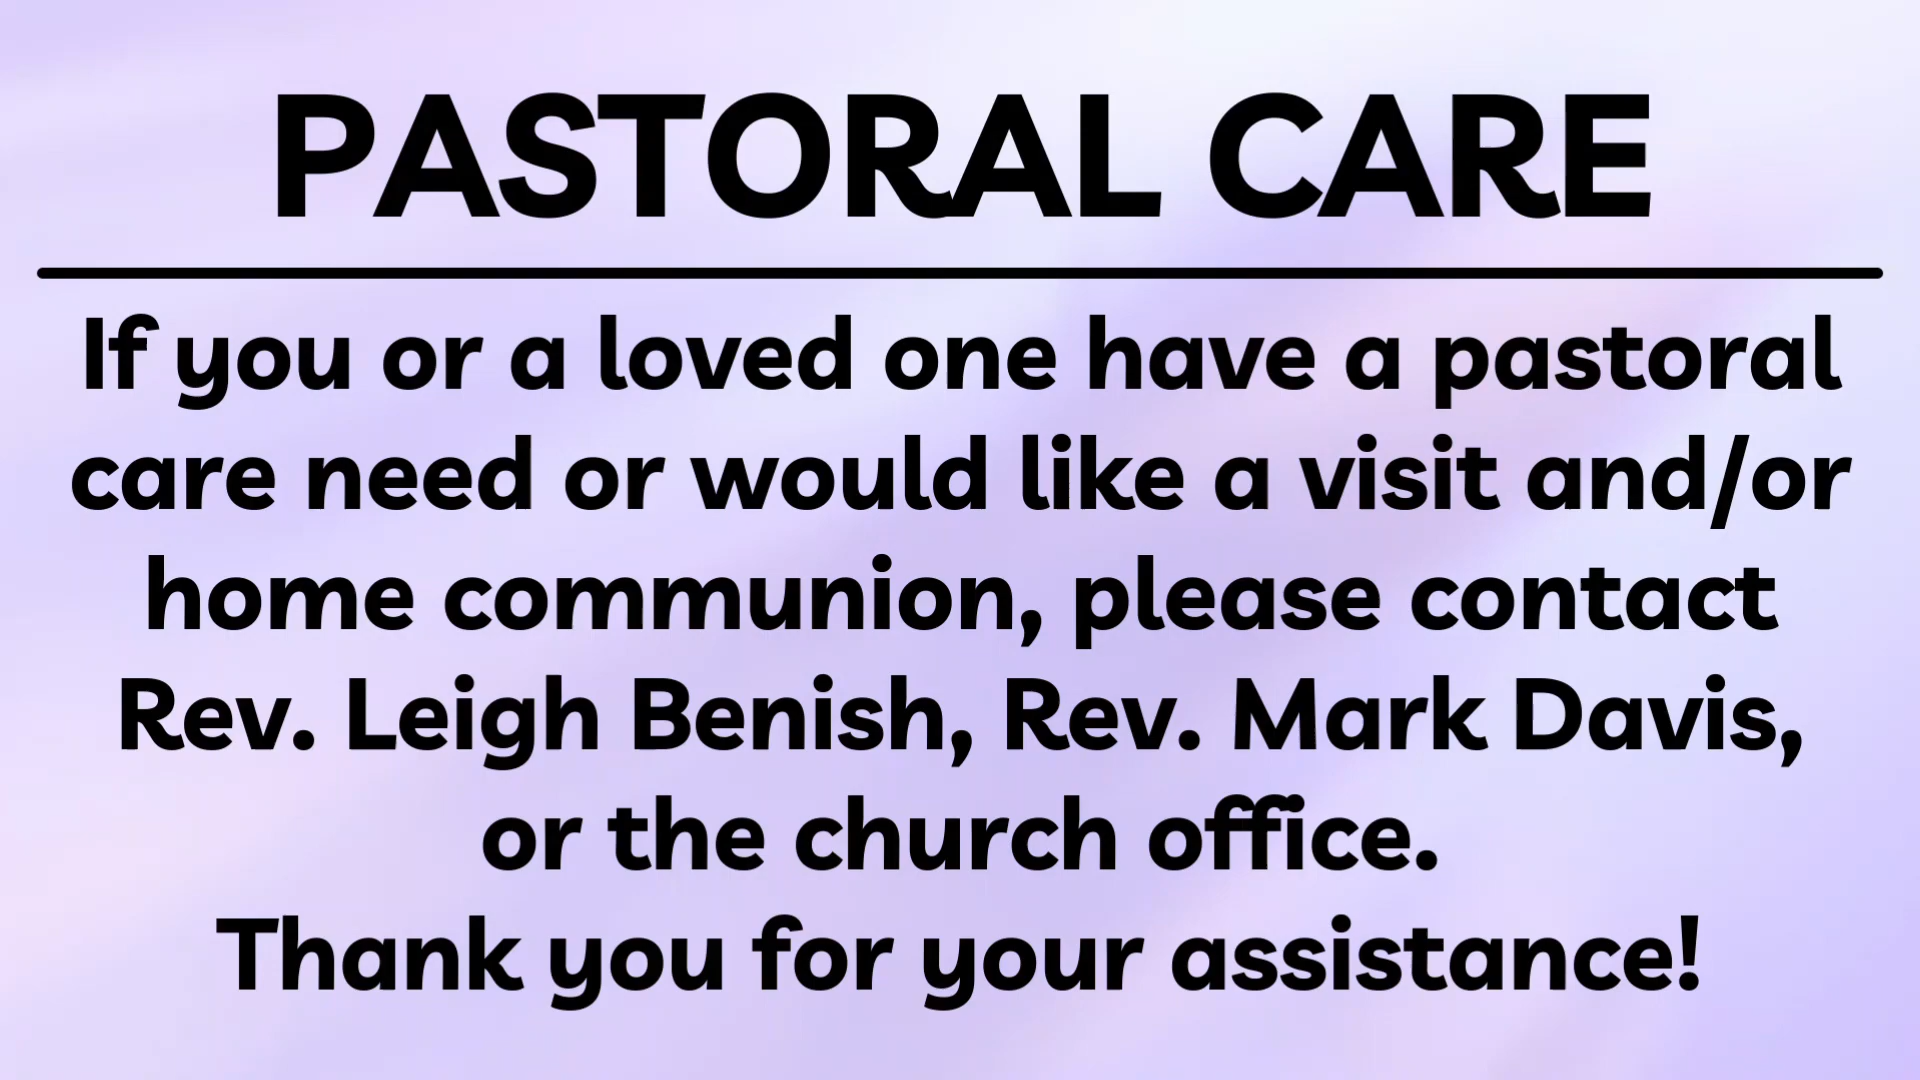 PASTORAL CARE
If you or a loved one have a pastoral
care need or would like a visit and/or
home communion, please contact
Rev. Leigh Benish, Rev. Mark Davis,
or the church office.
Thank you for your assistance!